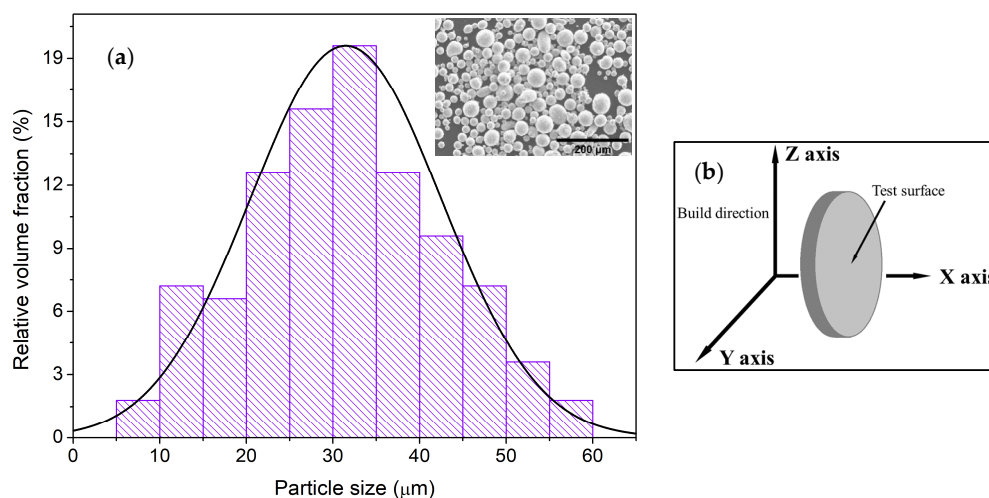 (a)
Relative volume fraction (%)
19
15
12
9
6
3
0
0 10 20 30 40 50 60
Particle size (μm)
200 μm
(b)
Z axis
Build direction
Test surface
X axis
Y axis